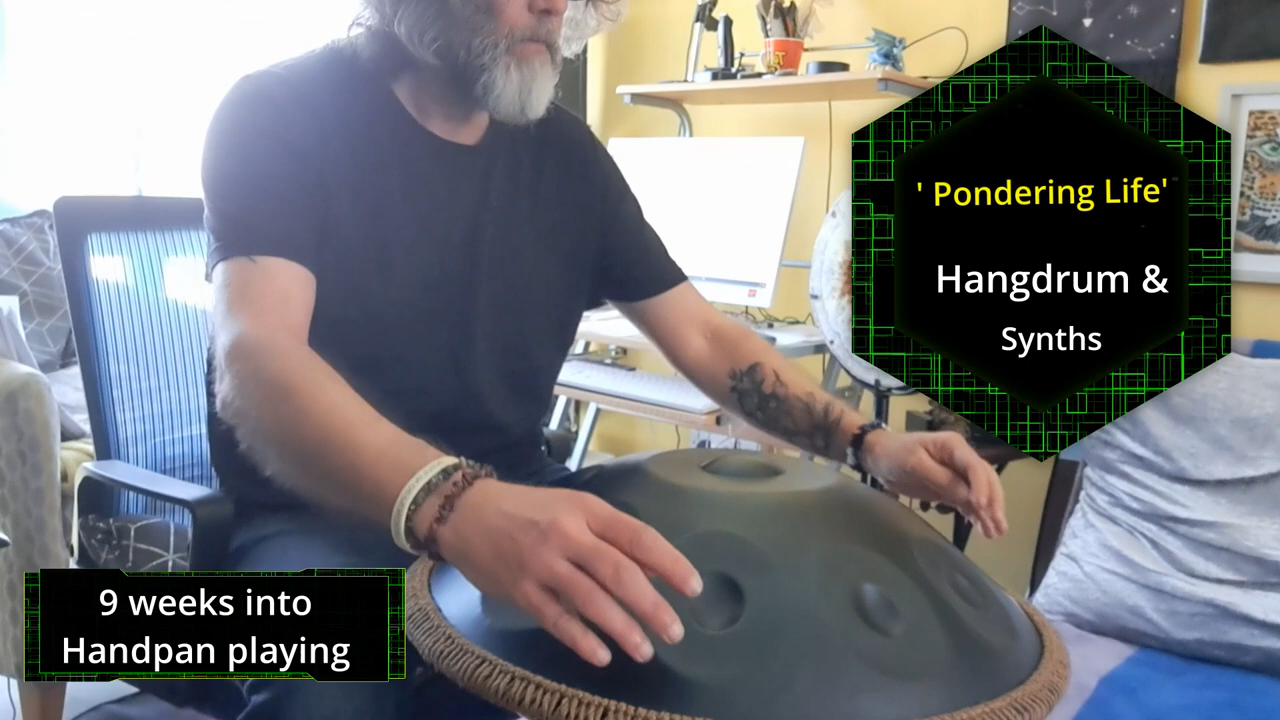 ' Pondering Life'
Hangdrum &
Synths
9 weeks into
Handpan playing